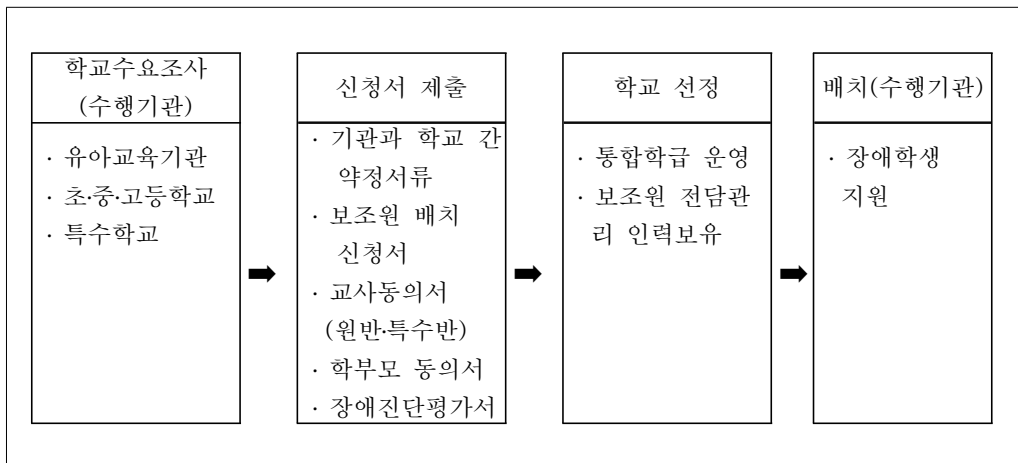 학교수요조사
(수행기관)
· 유아교육기관
· 초·중·고등학교
· 특수학교
신청서 제출
· 기관과 학교 간
약정서류
· 보조원 배치
신청서
· 교사동의서
(원반·특수반)
· 학부모 동의서
· 장애진단평가서
학교 선정
· 통합학급 운영
· 보조원 전담관
리 인력보유
배치(수행기관)
· 장애학생
지원